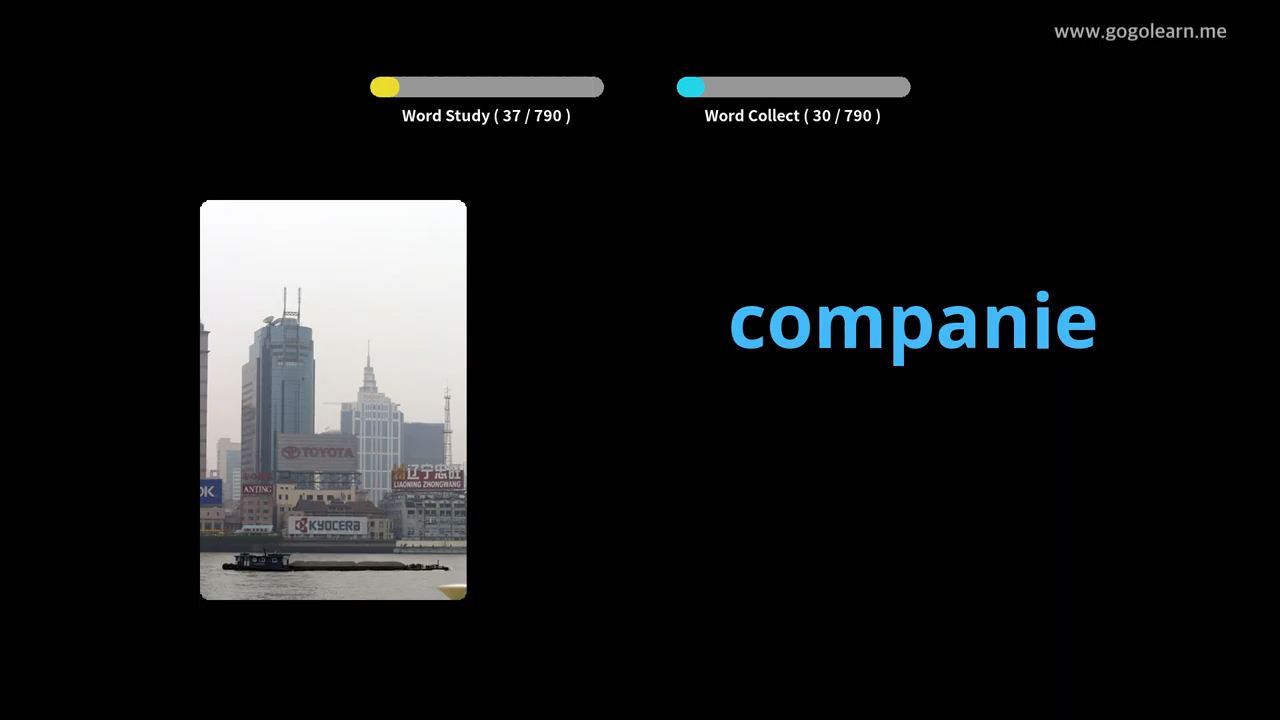 www.gogolearn.me
Word Study ( 37 / 790 )
Word Collect ( 30 / 790 )
companie
TOYOTA
辽宁忠旺
LIAONING ZHONGWANG
OK
ANTING
KYOCERA